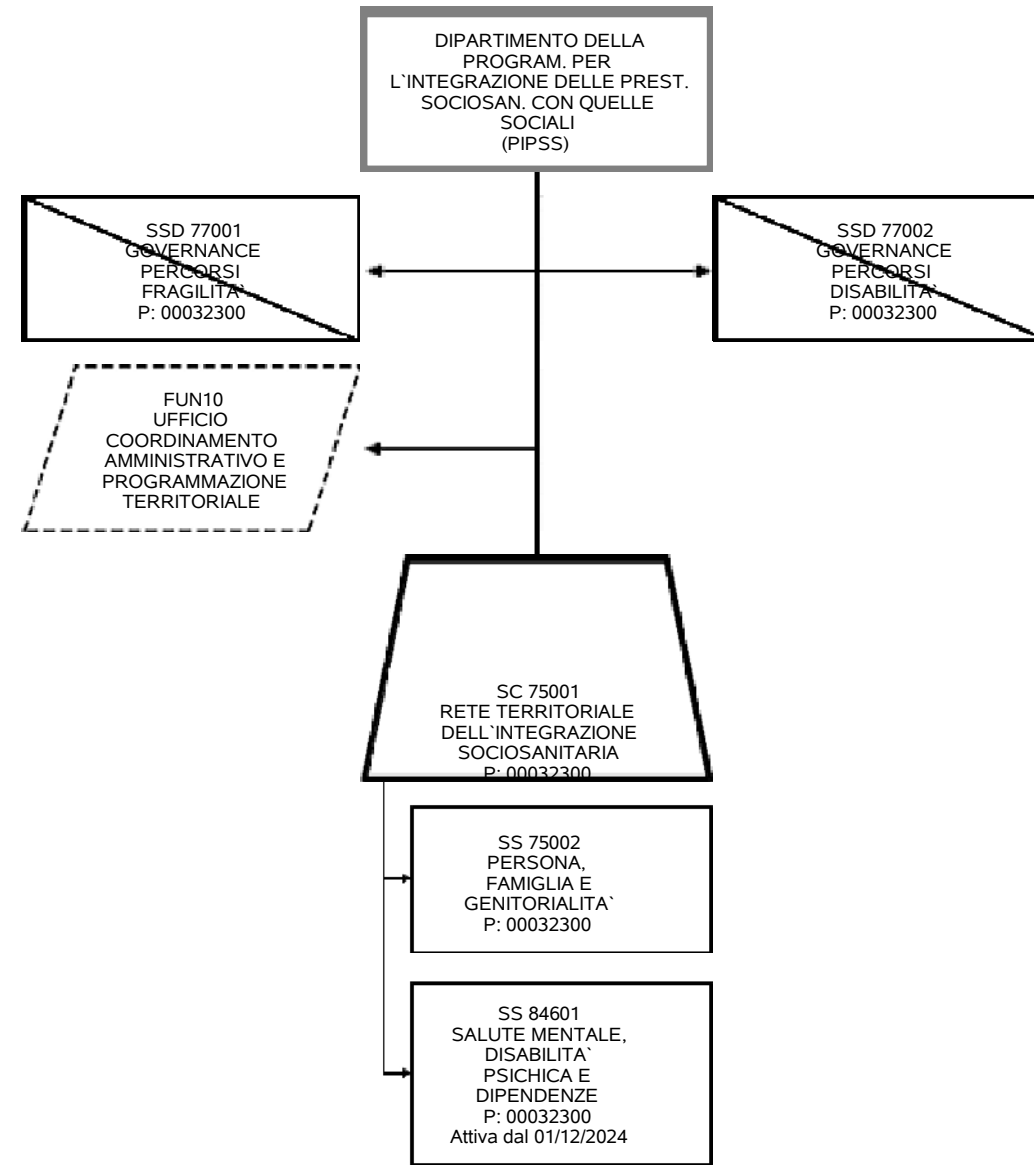 DIPARTIMENTO DELLA
PROGRAM. PER
L`INTEGRAZIONE DELLE PREST.
SOCIOSAN. CON QUELLE
SOCIALI
(PIPSS)
SSD 77001
GOVERNANCE
PERCORSI
FRAGILITA`
P: 00032300
SSD 77002
GOVERNANCE
PERCORSI
DISABILITA`
P: 00032300
FUN10
UFFICIO
COORDINAMENTO
AMMINISTRATIVO E
PROGRAMMAZIONE
TERRITORIALE
SC 75001
RETE TERRITORIALE
DELL`INTEGRAZIONE
SOCIOSANITARIA
P: 00032300
SS 75002
PERSONA,
FAMIGLIA E
GENITORIALITA`
P: 00032300
SS 84601
SALUTE MENTALE,
DISABILITA`
PSICHICA E
DIPENDENZE
P: 00032300
Attiva dal 01/12/2024